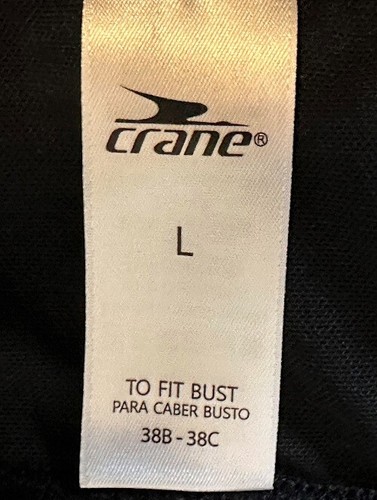 crane®
L
TO FIT BUST
PARA CABER BUSTO
38B - 38C